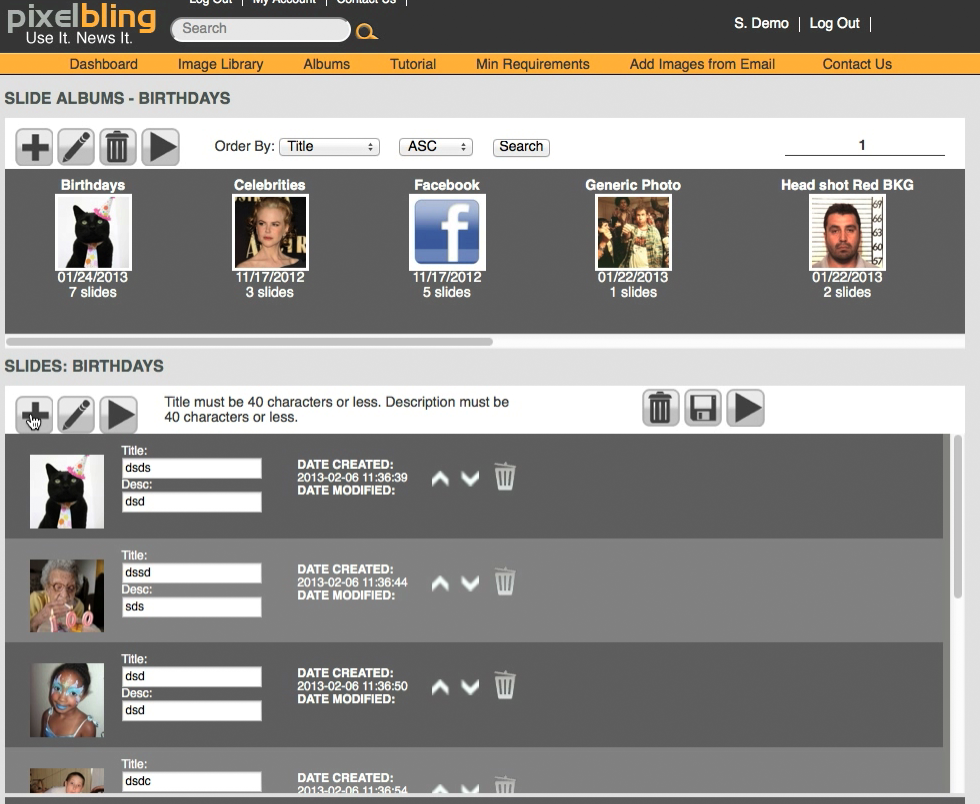 Log Out | My Account | Contact Us |
pixelbling
Use It. News It.
Search
S. Demo | Log Out |
Dashboard Image Library Albums Tutorial Min Requirements Add Images from Email Contact Us
SLIDE ALBUMS - BIRTHDAYS
Order By: Title ASC Search 1
Birthdays Celebrities Facebook Generic Photo Head shot Red BKG
01/24/2013 11/17/2012 11/17/2012 01/22/2013 01/22/2013
7 slides 3 slides 5 slides 1 slides 2 slides
SLIDES: BIRTHDAYS
Title must be 40 characters or less. Description must be
40 characters or less.
Title:
dsds
Desc:
dsd
DATE CREATED:
2013-02-06 11:36:39
DATE MODIFIED:
Title:
dssd
Desc:
sds
DATE CREATED:
2013-02-06 11:36:44
DATE MODIFIED:
Title:
dsd
Desc:
dsd
DATE CREATED:
2013-02-06 11:36:50
DATE MODIFIED:
Title:
dsdc
DATE CREATED:
2013-02-06 11:36:54